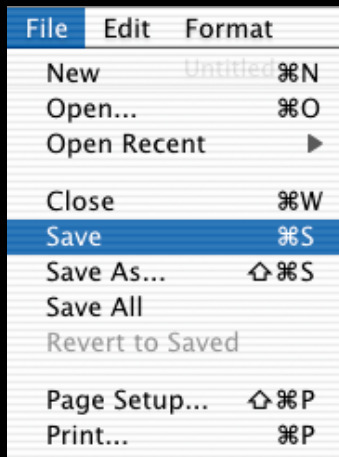 File Edit Format
Untitled
New ⌘N
Open... ⌘O
Open Recent ▶
Close ⌘W
Save ⌘S
Save As... ⇧⌘S
Save All
Revert to Saved
Page Setup... ⇧⌘P
Print... ⌘P